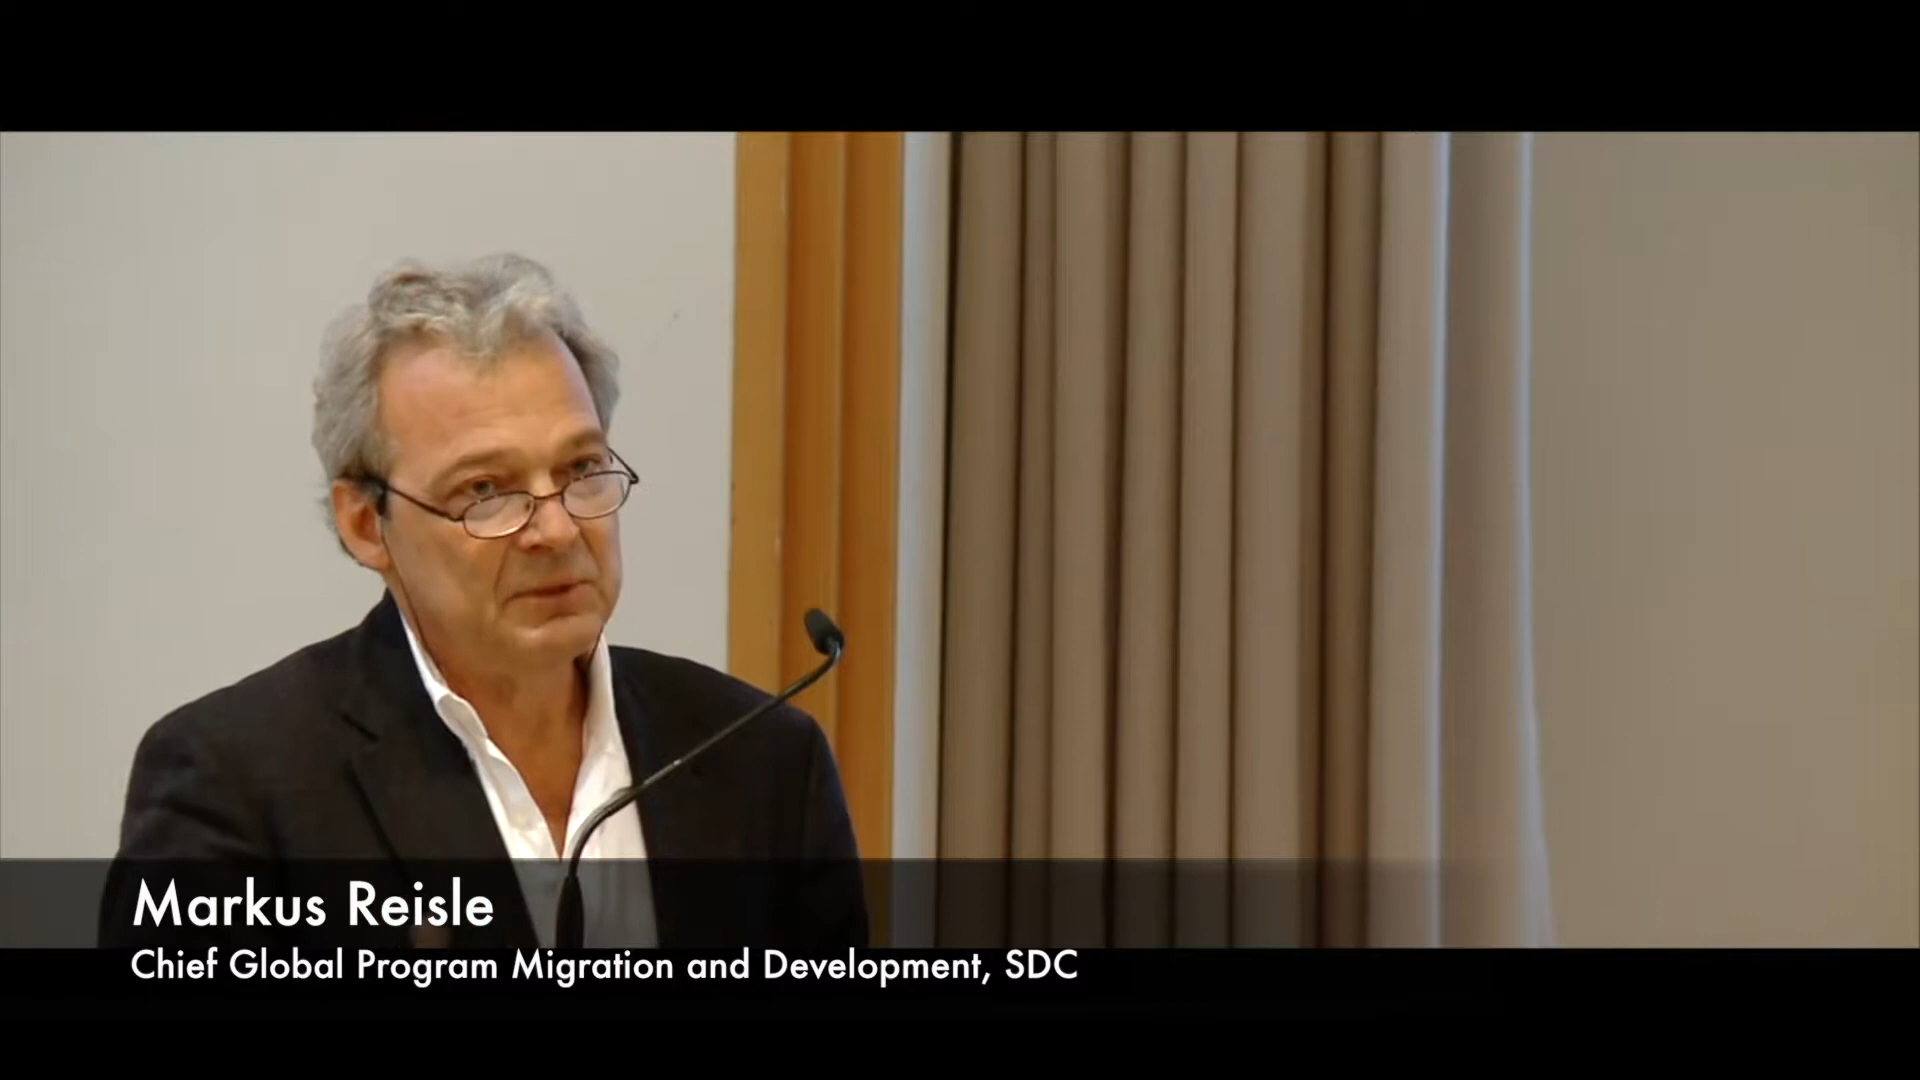 Markus Reisle
Chief Global Program Migration and Development, SDC